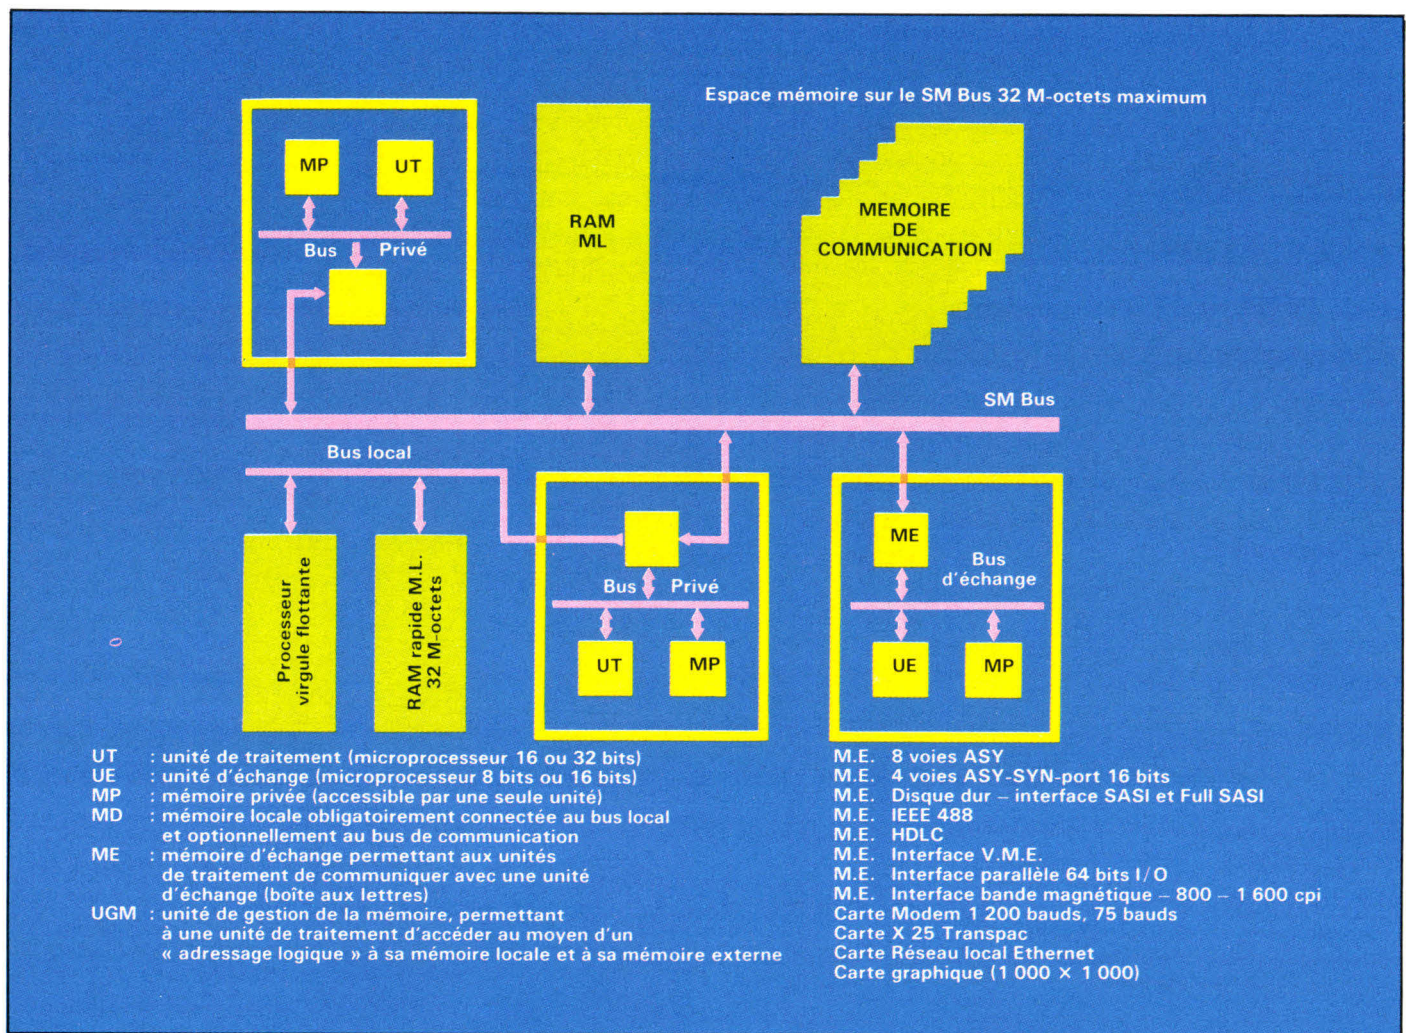 Espace mémoire sur le SM Bus 32 M-octets maximum
MP
UT
Bus Privé
RAM
ML
MEMOIRE
DE
COMMUNICATION
SM Bus
Bus local
Processeur
virgule flottante
RAM rapide M.L.
32 M-octets
Bus Privé
UT
MP
ME
Bus
d'échange
UE
MP
UT : unité de traitement (microprocesseur 16 ou 32 bits)
UE : unité d'échange (microprocesseur 8 bits ou 16 bits)
MP : mémoire privée (accessible par une seule unité)
MD : mémoire locale obligatoirement connectée au bus local
et optionnellement au bus de communication
ME : mémoire d'échange permettant aux unités
de traitement de communiquer avec une unité
d'échange (boîte aux lettres)
UGM : unité de gestion de la mémoire, permettant
à une unité de traitement d'accéder au moyen d'un
« adressage logique » à sa mémoire locale et à sa mémoire externe
M.E. 8 voies ASY
M.E. 4 voies ASY-SYN-port 16 bits
M.E. Disque dur – interface SASI et Full SASI
M.E. IEEE 488
M.E. HDLC
M.E. Interface V.M.E.
M.E. Interface parallèle 64 bits I/O
M.E. Interface bande magnétique – 800 – 1 600 cpi
Carte Modem 1 200 bauds, 75 bauds
Carte X 25 Transpac
Carte Réseau local Ethernet
Carte graphique (1 000 × 1 000)